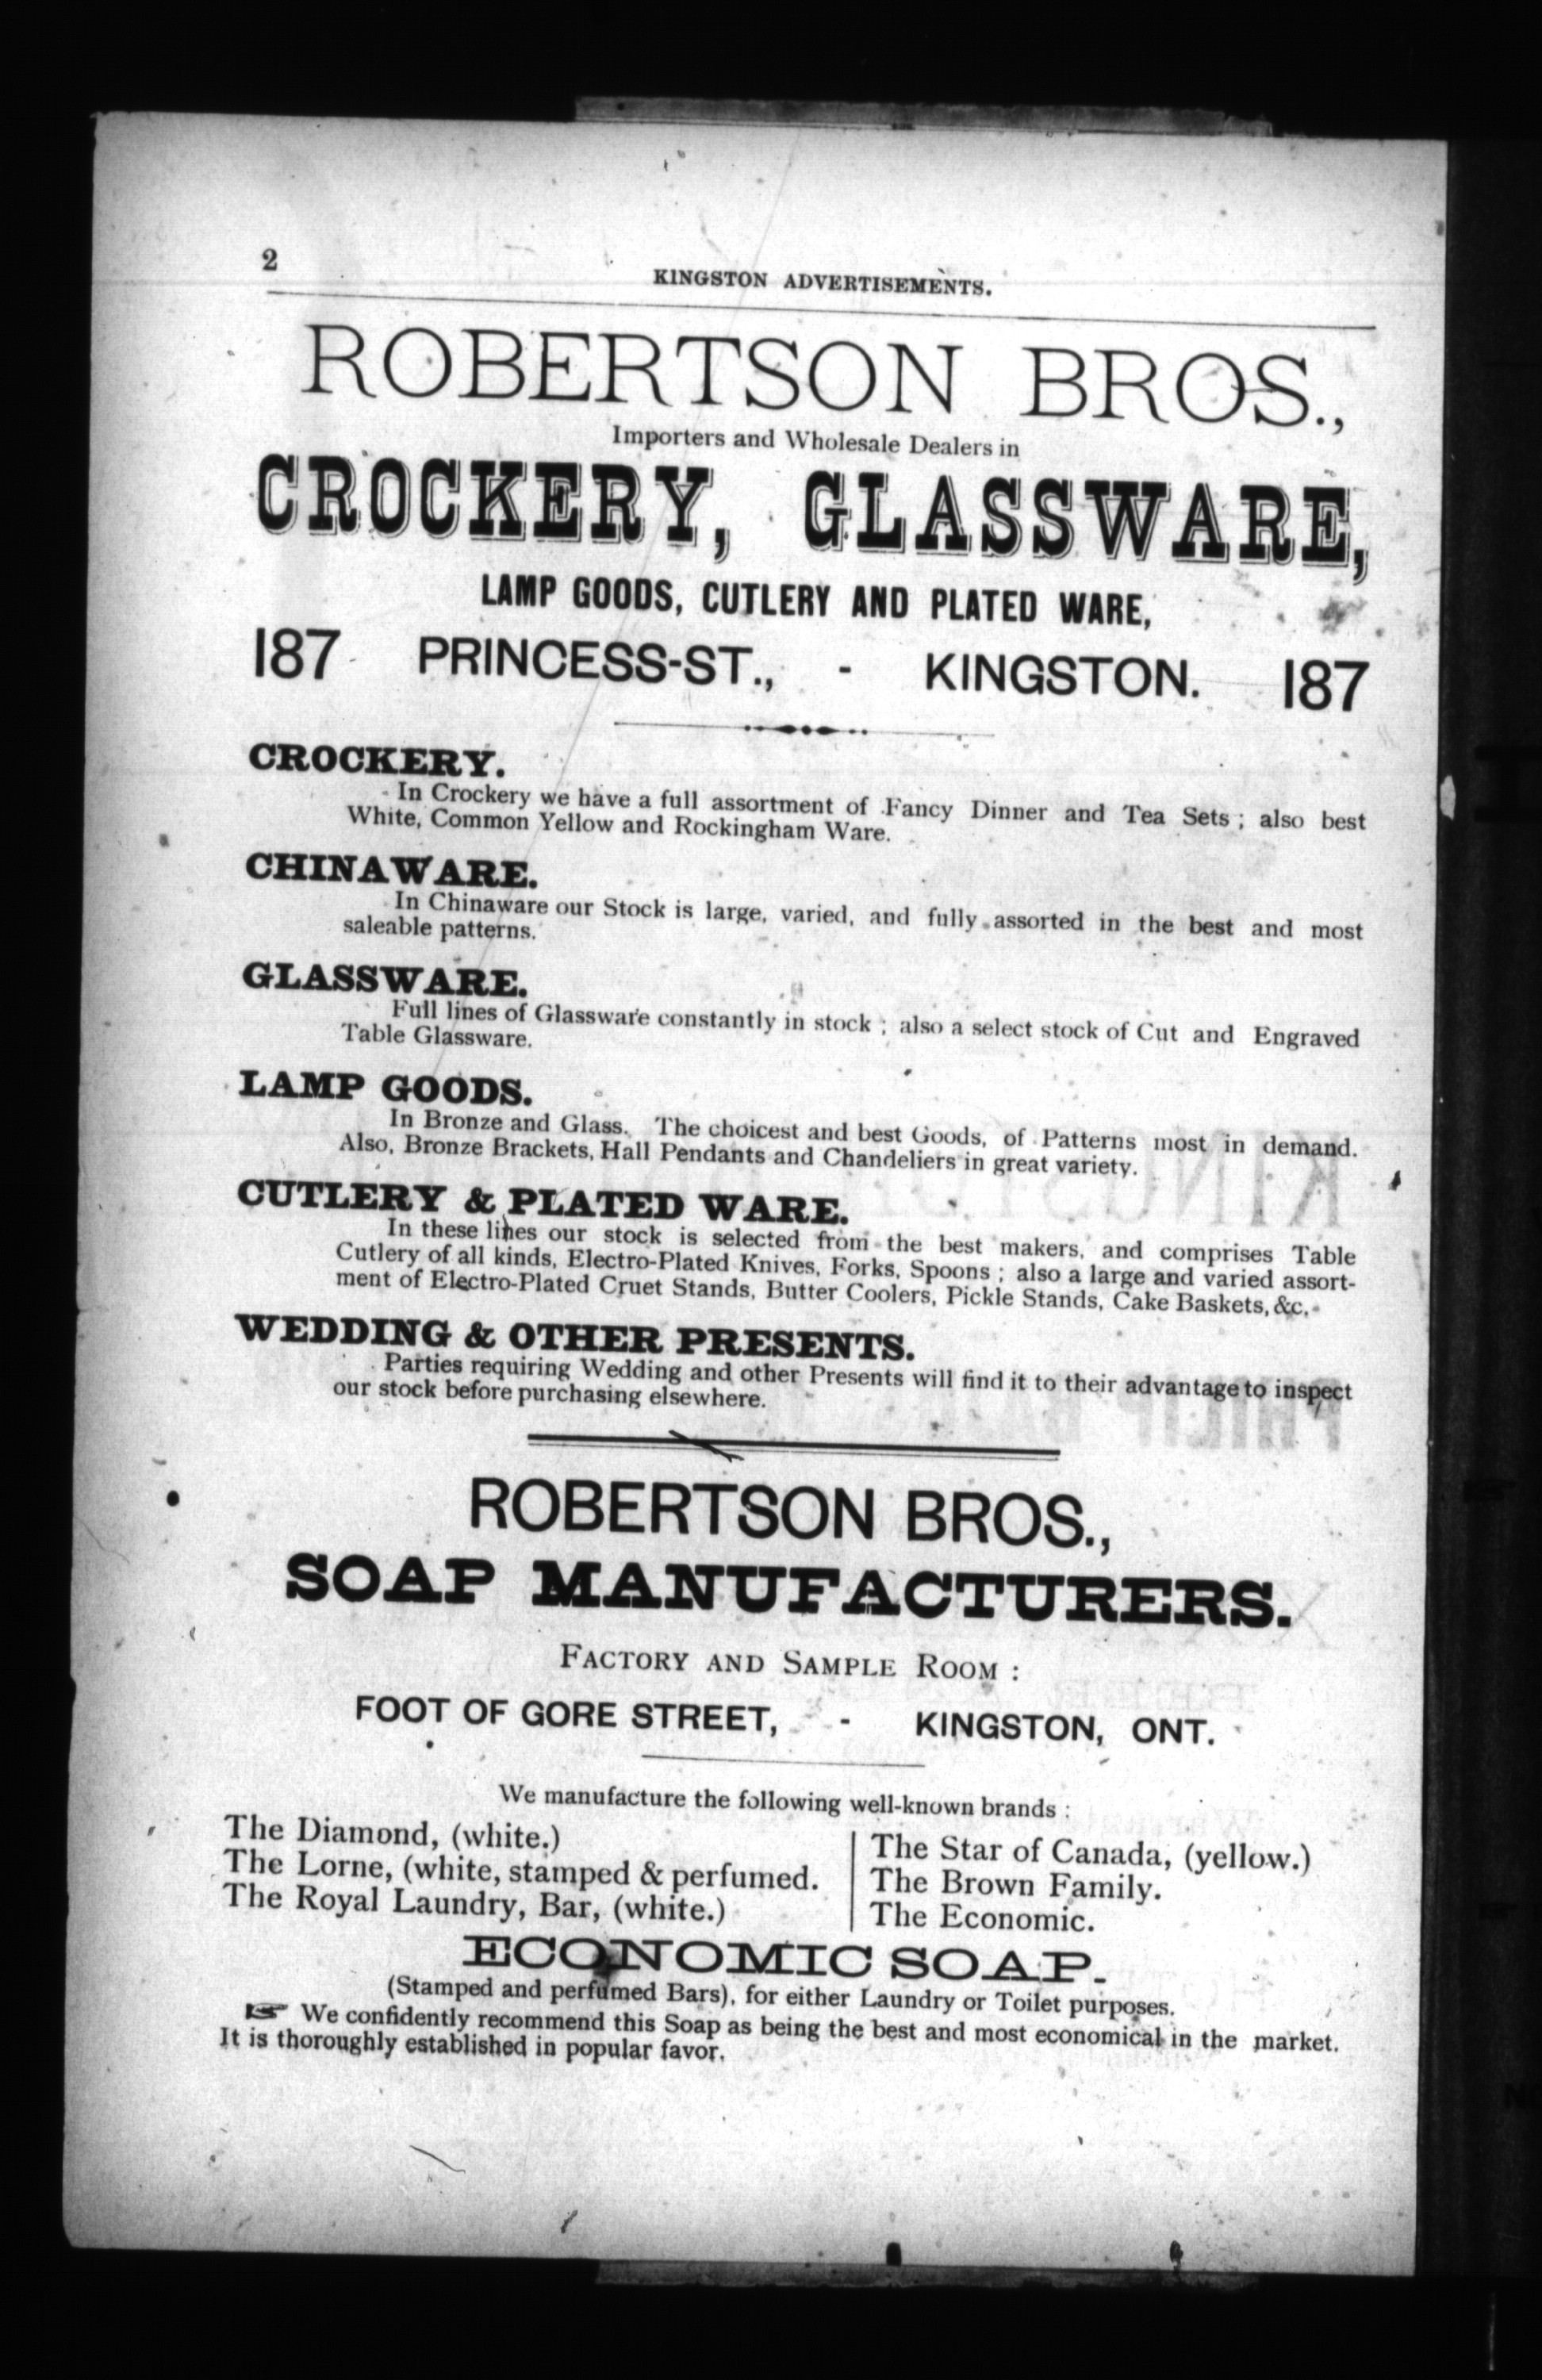 2
KINGSTON ADVERTISEMENTS.
ROBERTSON BROS.,
Importers and Wholesale Dealers in
CROCKERY, GLASSWARE,
LAMP GOODS, CUTLERY AND PLATED WARE,
187 PRINCESS-ST., - KINGSTON. 187
CROCKERY.
In Crockery we have a full assortment of Fancy Dinner and Tea Sets; also best
White, Common Yellow and Rockingham Ware.
CHINAWARE.
In Chinaware our Stock is large, varied, and fully assorted in the best and most
saleable patterns.
GLASSWARE.
Full lines of Glassware constantly in stock; also a select stock of Cut and Engraved
Table Glassware.
LAMP GOODS.
In Bronze and Glass. The choicest and best Goods, of Patterns most in demand.
Also, Bronze Brackets, Hall Pendants and Chandeliers in great variety.
CUTLERY & PLATED WARE.
In these lines our stock is selected from the best makers, and comprises Table
Cutlery of all kinds, Electro-Plated Knives, Forks, Spoons; also a large and varied assort-
ment of Electro-Plated Cruet Stands, Butter Coolers, Pickle Stands, Cake Baskets, &c.
WEDDING & OTHER PRESENTS.
Parties requiring Wedding and other Presents will find it to their advantage to inspect
our stock before purchasing elsewhere.
ROBERTSON BROS.,
SOAP MANUFACTURERS.
FACTORY AND SAMPLE ROOM:
FOOT OF GORE STREET, - KINGSTON, ONT.
We manufacture the following well-known brands:
The Diamond, (white.)
The Lorne, (white, stamped & perfumed.
The Royal Laundry, Bar, (white.)
The Star of Canada, (yellow.)
The Brown Family.
The Economic.
ECONOMIC SOAP.
(Stamped and perfumed Bars), for either Laundry or Toilet purposes.
☞ We confidently recommend this Soap as being the best and most economical in the market.
It is thoroughly established in popular favor.